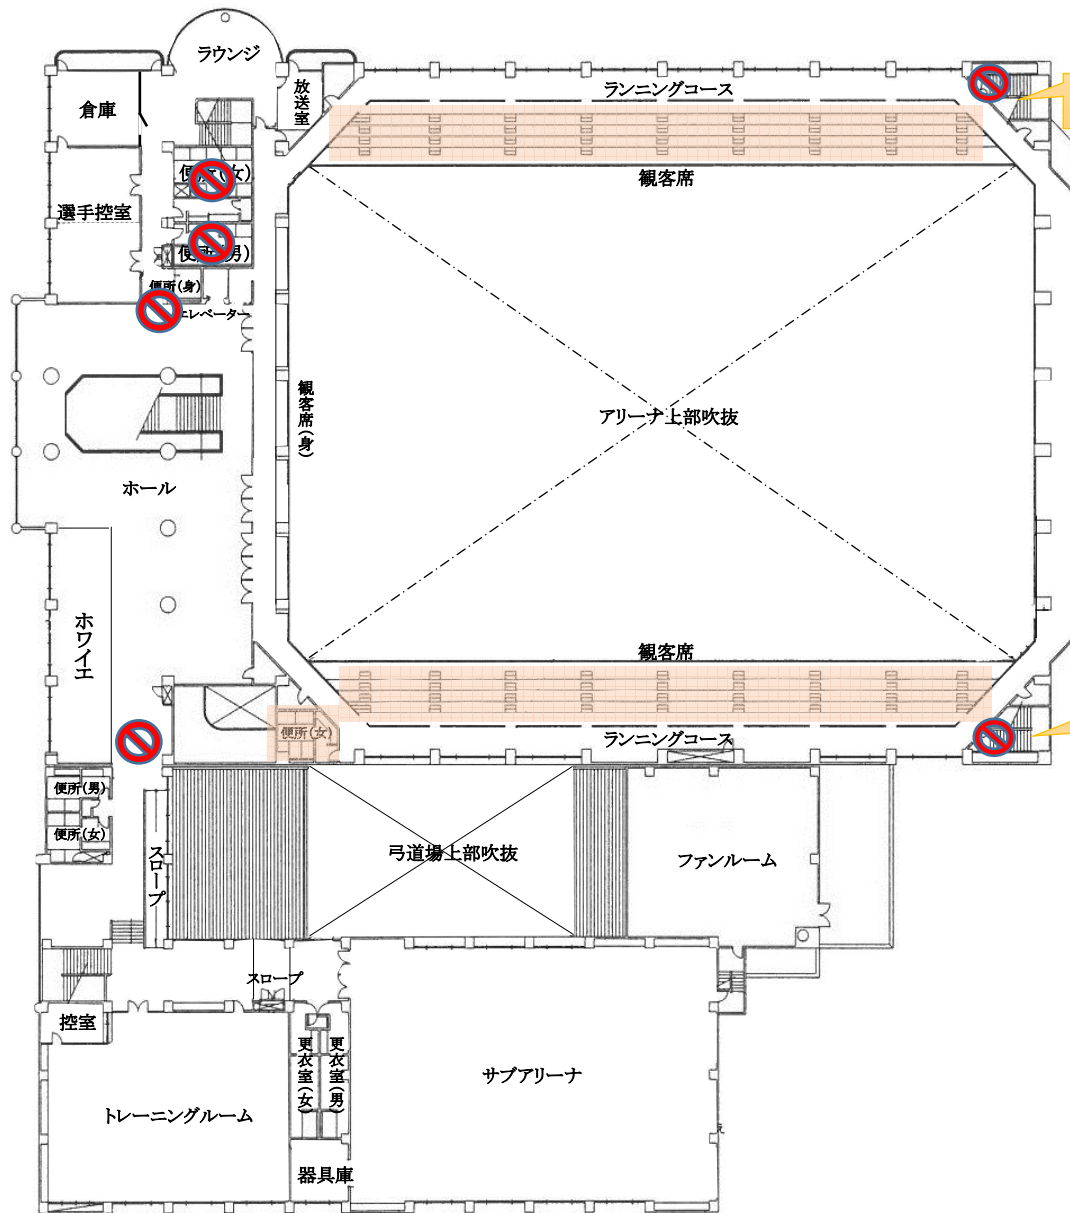 ラウンジ
放送室
倉庫
ランニングコース
便所(女)
観客席
選手控室
便所(男)
便所(身)
エレベーター
観客席(身)
アリーナ上部吹抜
ホール
ホワイエ
観客席
便所(女)
ランニングコース
便所(男)
便所(女)
スロープ
弓道場上部吹抜
ファンルーム
スロープ
控室
更衣室(女)
更衣室(男)
サブアリーナ
トレーニングルーム
器具庫